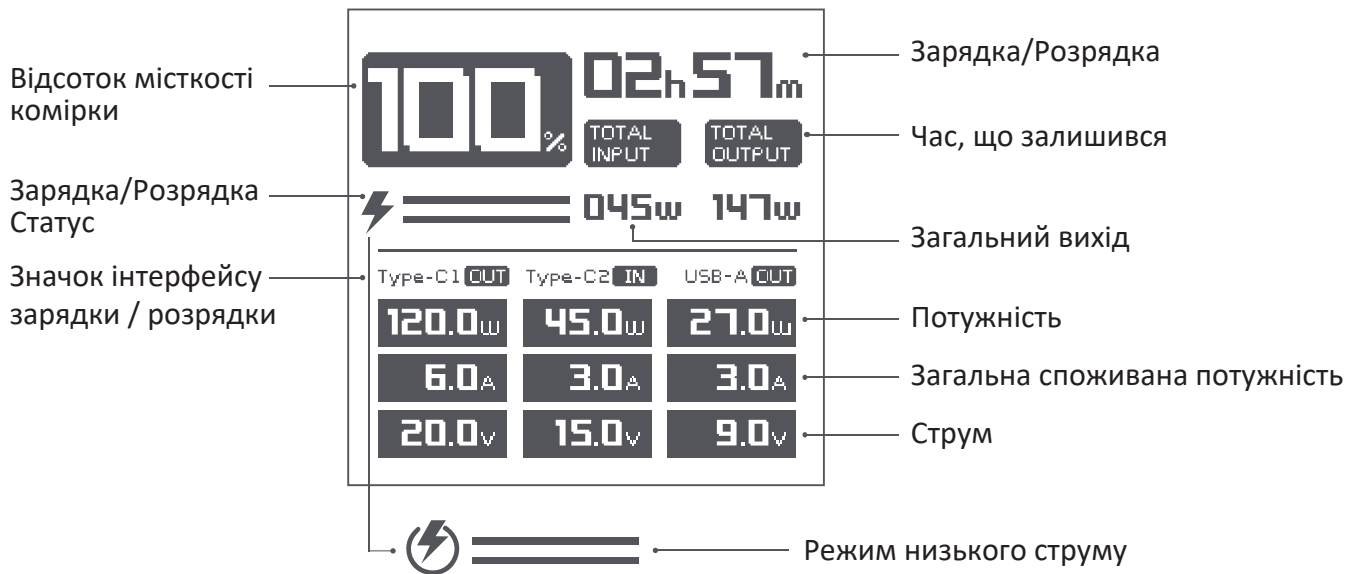 Відсоток місткості
комірки
Зарядка/Розрядка
Статус
Значок інтерфейсу
зарядки / розрядки
100%
02h57m
TOTAL
INPUT
TOTAL
OUTPUT
045w 147w
Type-C1 OUT Type-C2 IN USB-A OUT
120.0w 45.0w 27.0w
6.0A 3.0A 3.0A
20.0v 15.0v 9.0v
Зарядка/Розрядка
Час, що залишився
Загальний вихід
Потужність
Загальна споживана потужність
Струм
Режим низького струму